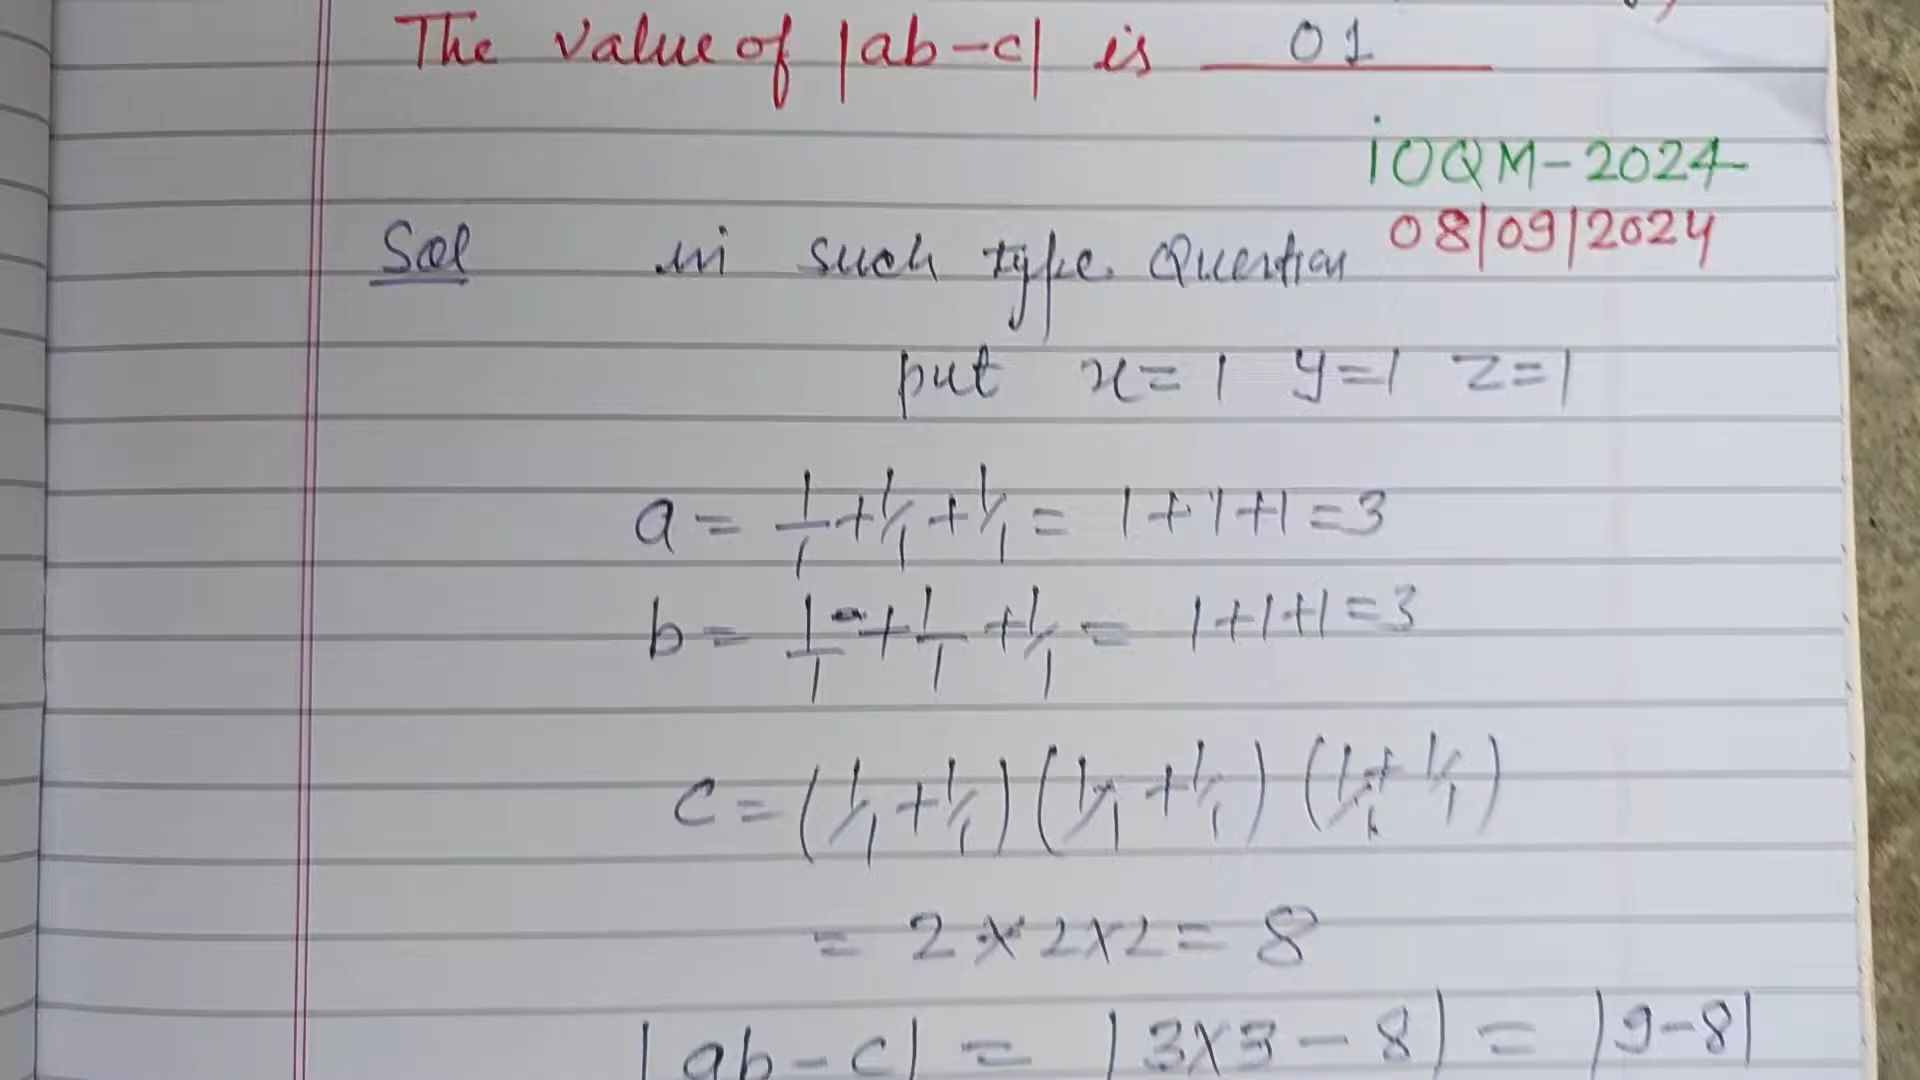 The value of |ab-c| is 01
iOQM-2024
08/09/2024
Sol in such type Question
put x=1 y=1 z=1
a = 1/1 + 1/1 + 1/1 = 1+1+1=3
b = 1/1 + 1/1 + 1/1 = 1+1+1=3
c = (1/1 + 1/1) (1/1 + 1/1) (1/1 + 1/1)
= 2×2×2 = 8
|ab-c| = |3×3-8| = |9-8|